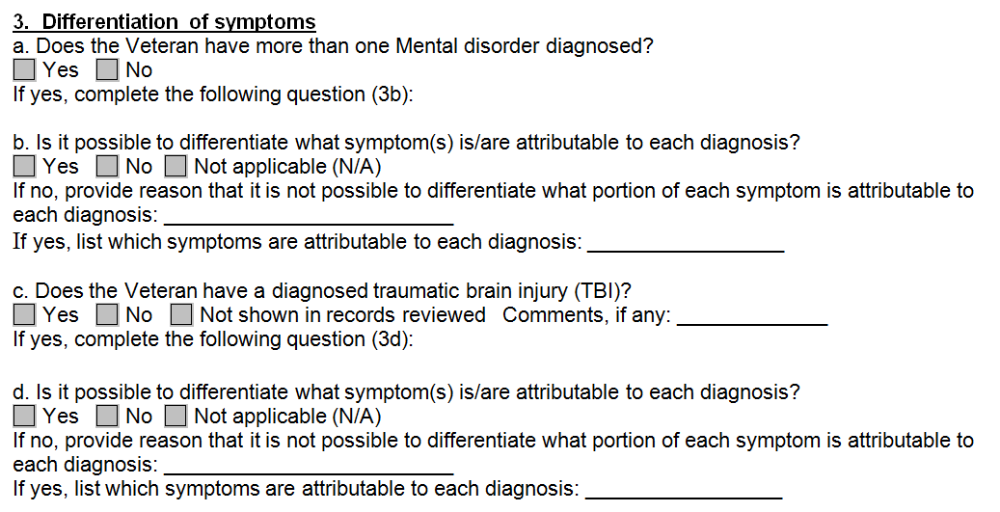 3. Differentiation of symptoms
a. Does the Veteran have more than one Mental disorder diagnosed?
Yes No
If yes, complete the following question (3b):
b. Is it possible to differentiate what symptom(s) is/are attributable to each diagnosis?
Yes No Not applicable (N/A)
If no, provide reason that it is not possible to differentiate what portion of each symptom is attributable to
each diagnosis:
If yes, list which symptoms are attributable to each diagnosis:
c. Does the Veteran have a diagnosed traumatic brain injury (TBI)?
Yes No Not shown in records reviewed Comments, if any:
If yes, complete the following question (3d):
d. Is it possible to differentiate what symptom(s) is/are attributable to each diagnosis?
Yes No Not applicable (N/A)
If no, provide reason that it is not possible to differentiate what portion of each symptom is attributable to
each diagnosis:
If yes, list which symptoms are attributable to each diagnosis: